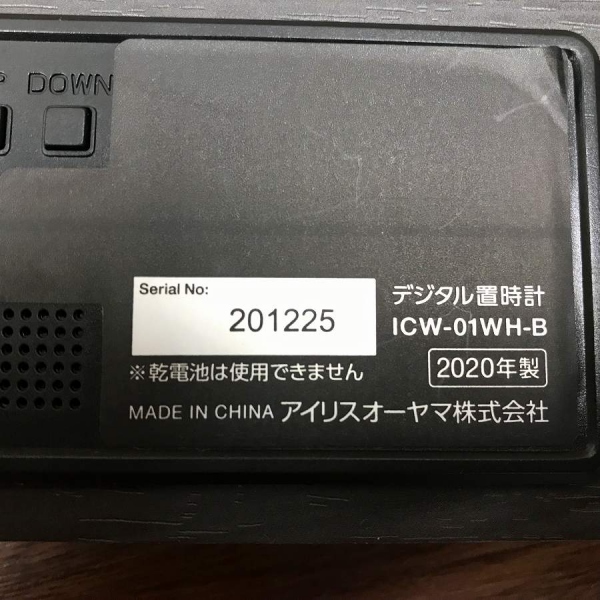 DOWN
Serial No:
201225
デジタル置時計
ICW-01WH-B
※乾電池は使用できません
2020年製
MADE IN CHINA アイリスオーヤマ株式会社